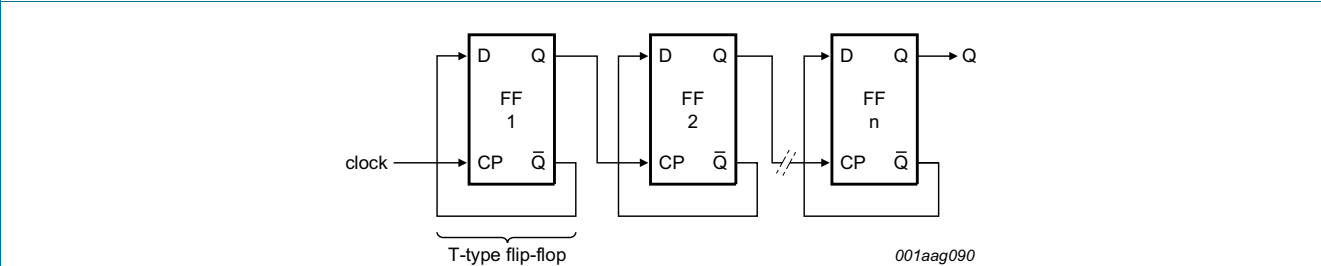 D Q D Q D Q Q
FF FF FF
1 2 n
clock CP Q̅ CP Q̅ CP Q̅
T-type flip-flop 001aag090